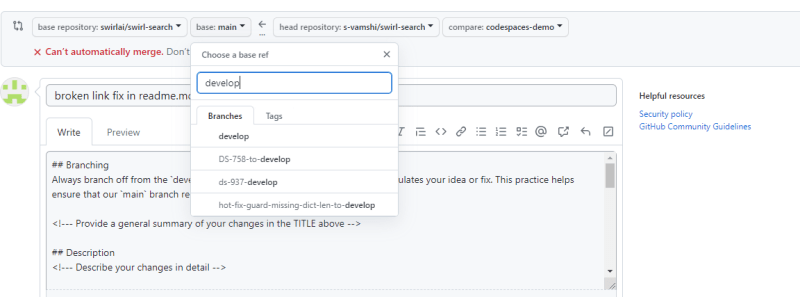 base repository: swirlai/swirl-search base: main head repository: s-vamshi/swirl-search compare: codespaces-demo
Can't automatically merge. Don't
Choose a base ref
develop
broken link fix in readme.
Branches Tags
Write Preview
develop
DS-758-to-develop
ds-937-develop
hot-fix-guard-missing-dict-len-to-develop
## Branching
Always branch off from the `deve ulates your idea or fix. This practice helps
ensure that our `main` branch re
<!--- Provide a general summary of your changes in the TITLE above -->
## Description
<!--- Describe your changes in detail -->
Helpful resources
Security policy
GitHub Community Guidelines